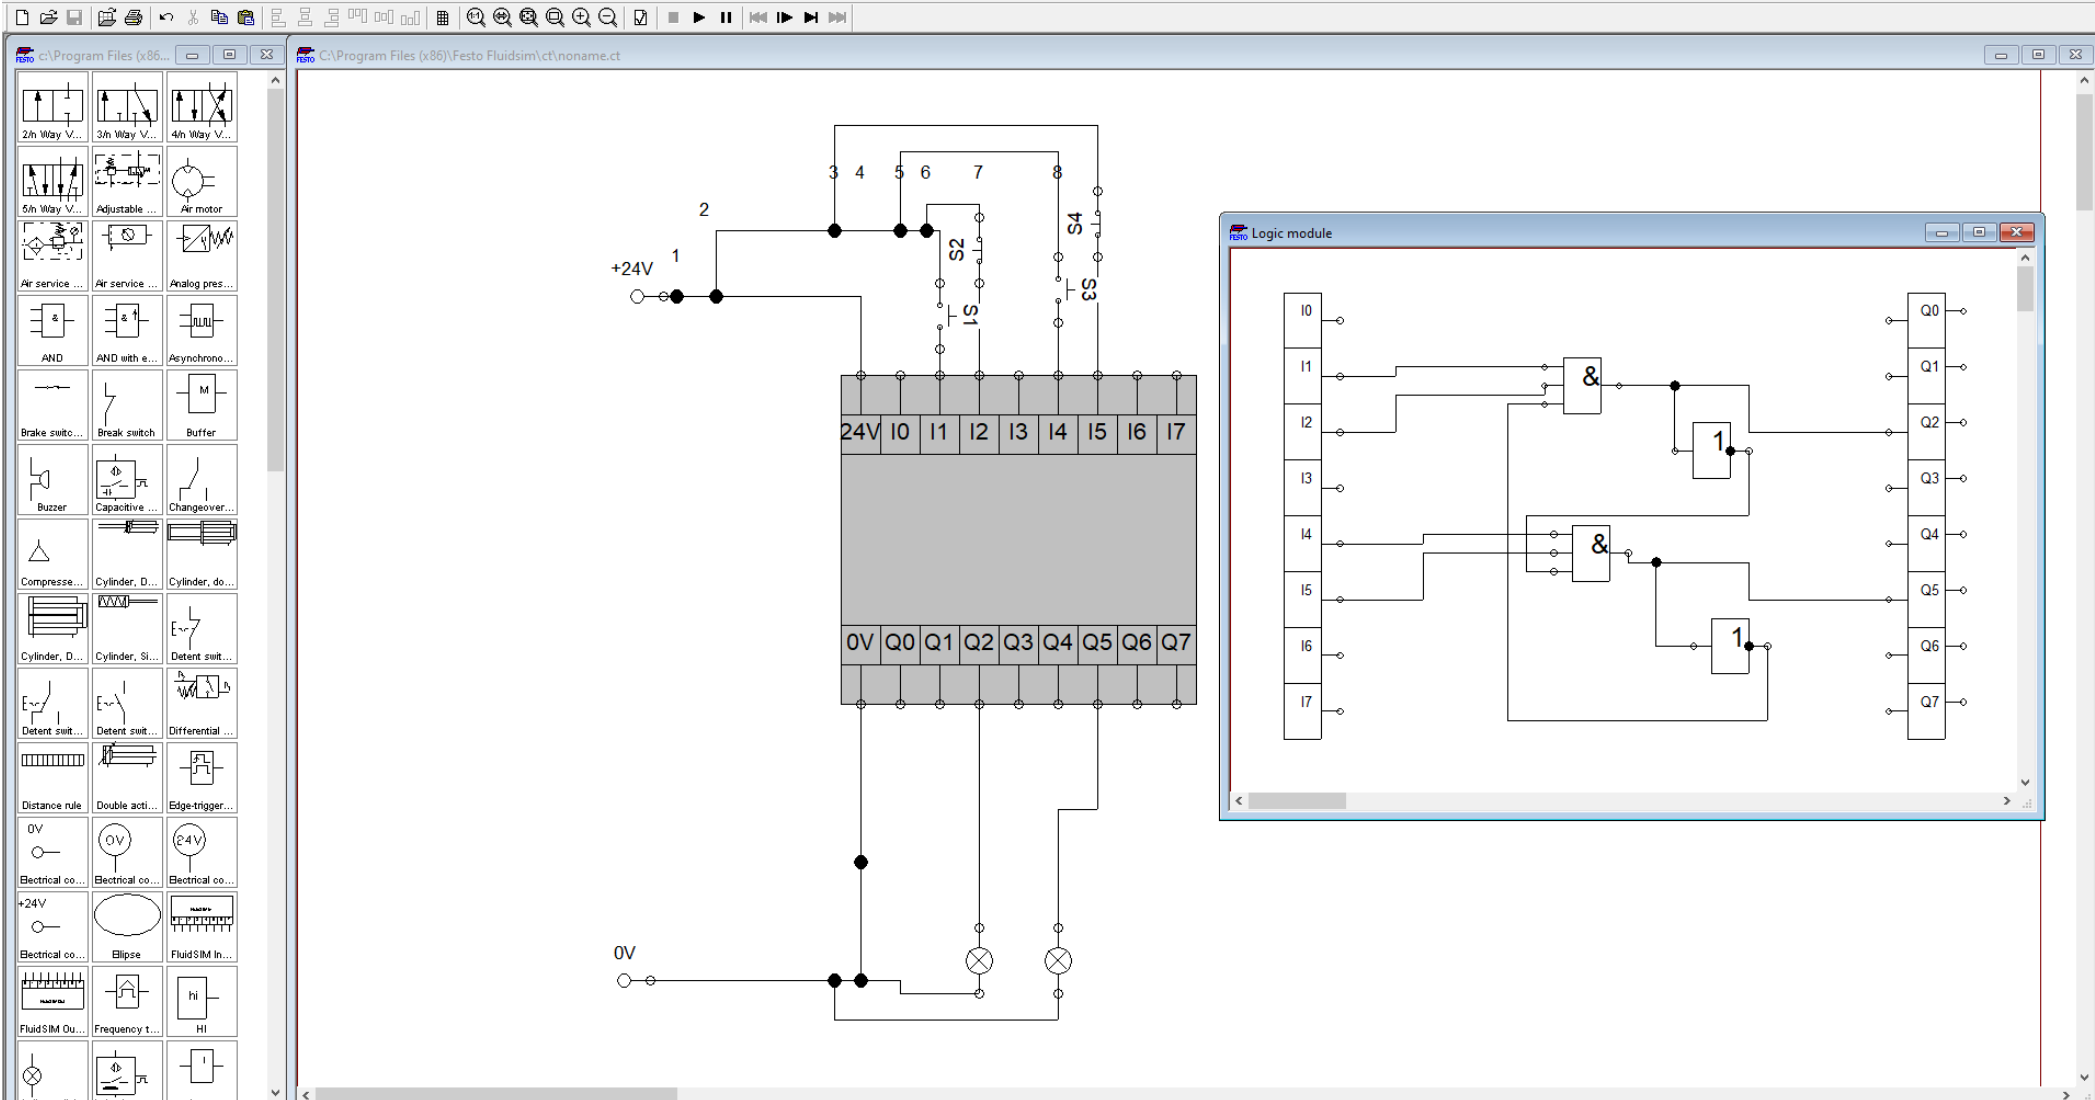 FESTO c:\Program Files (x86...
2/n Way V... 3/n Way V... 4/n Way V...
5/n Way V... Adjustable ... Air motor
Air service ... Air service ... Analog pres...
& &
AND AND with e... Asynchrono...
M
Brake switc... Break switch Buffer
Buzzer Capacitive ... Changeover...
Compresse... Cylinder, D... Cylinder, do...
Cylinder, D... Cylinder, Si... Detent swit...
Detent swit... Detent swit... Differential ...
Distance rule Double acti... Edge-trigger...
0V 0V 24V
Electrical co... Electrical co... Electrical co...
+24V
Electrical co... Ellipse FluidSIM In...
hi
FluidSIM Ou... Frequency t... HI
FESTO C:\Program Files (x86)\Festo Fluidsim\ct\noname.ct
3 4 5 6 7 8
2
S4
S2
1
+24V
S3
S1
24V I0 I1 I2 I3 I4 I5 I6 I7
0V Q0 Q1 Q2 Q3 Q4 Q5 Q6 Q7
0V
FESTO Logic module
I0 Q0
I1 & Q1
I2 1 Q2
I3 Q3
I4 & Q4
I5 Q5
I6 1 Q6
I7 Q7